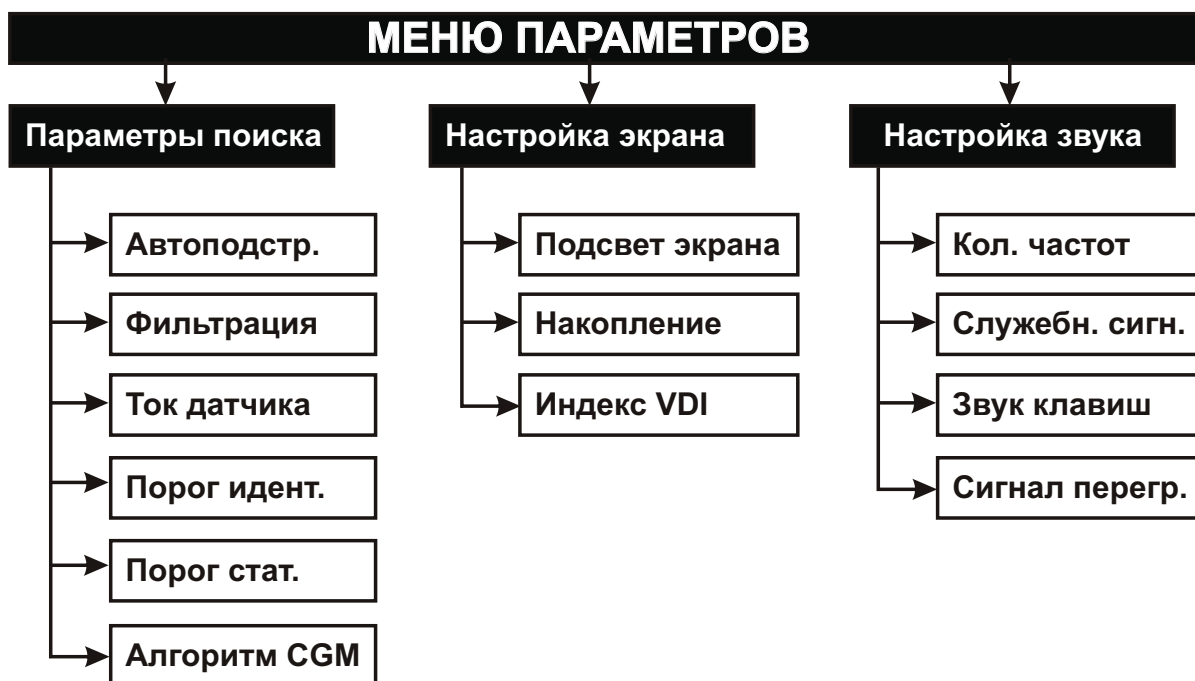 МЕНЮ ПАРАМЕТРОВ
Параметры поиска
Автоподстр.
Фильтрация
Ток датчика
Порог идент.
Порог стат.
Алгоритм CGM
Настройка экрана
Подсвет экрана
Накопление
Индекс VDI
Настройка звука
Кол. частот
Служебн. сигн.
Звук клавиш
Сигнал перегр.